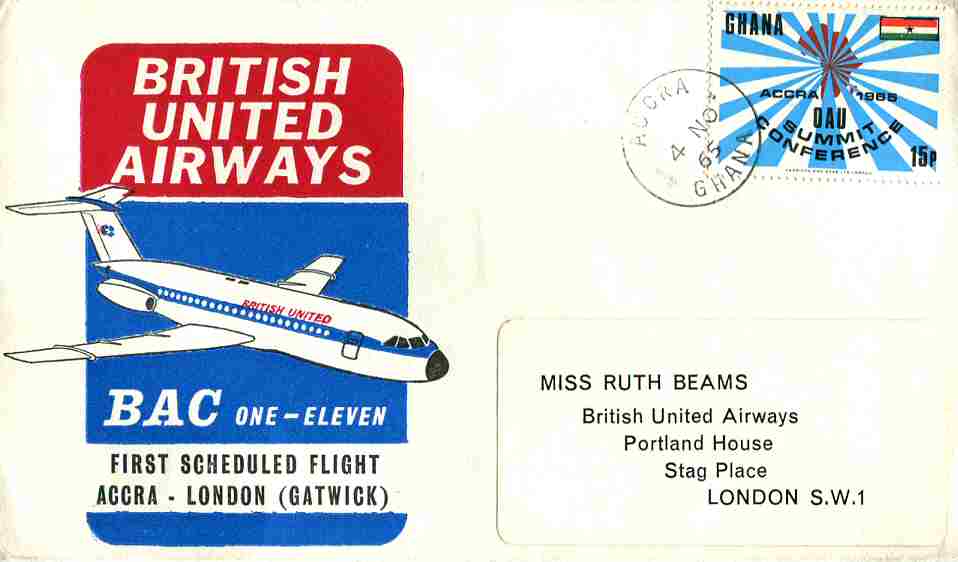 BRITISH
UNITED
AIRWAYS
BRITISH UNITED
BAC ONE-ELEVEN
FIRST SCHEDULED FLIGHT
ACCRA - LONDON (GATWICK)
GHANA
ACCRA 1965
OAU
SUMMIT
CONFERENCE
15P
ACCRA
4 NO
65
GHANA
MISS RUTH BEAMS
British United Airways
Portland House
Stag Place
LONDON S.W.1